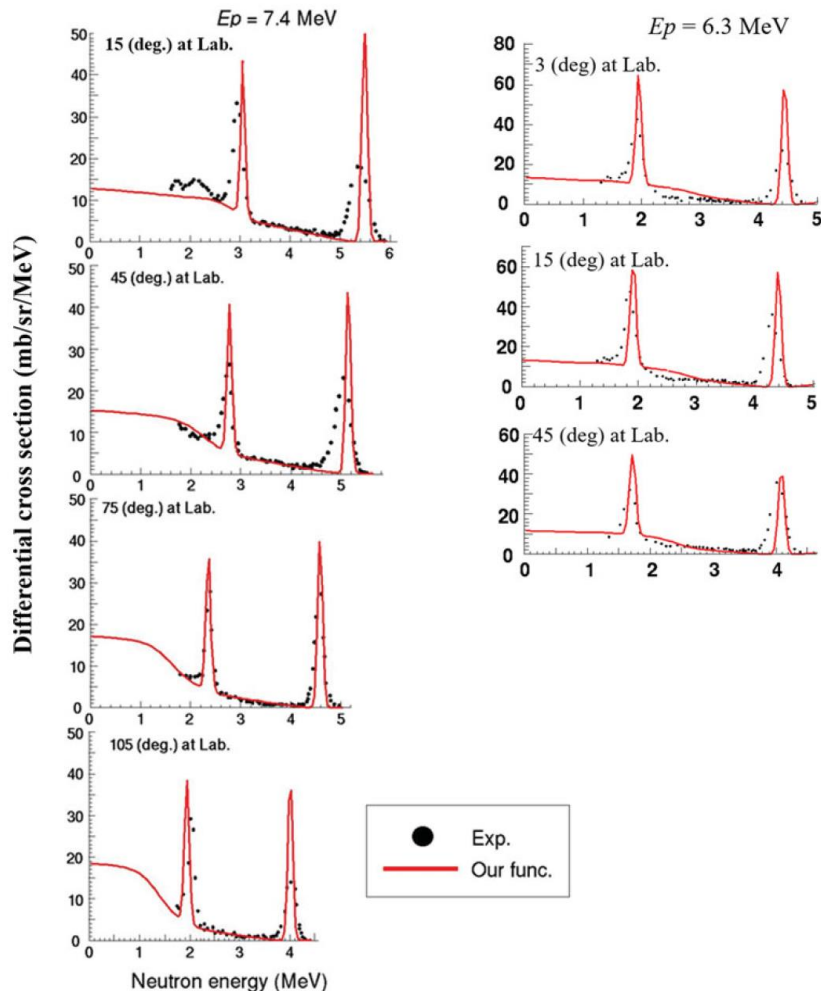 Ep = 7.4 MeV
15 (deg.) at Lab.
50
40
30
20
10
0
0 1 2 3 4 5 6
45 (deg.) at Lab.
50
40
30
20
10
0
0 1 2 3 4 5
75 (deg.) at Lab.
50
40
30
20
10
0
0 1 2 3 4 5
105 (deg.) at Lab.
50
40
30
20
10
0
0 1 2 3 4
Neutron energy (MeV)
Differential cross section (mb/sr/MeV)
Ep = 6.3 MeV
3 (deg) at Lab.
80
60
40
20
0
0 1 2 3 4 5
15 (deg) at Lab.
60
40
20
0
0 1 2 3 4 5
45 (deg) at Lab.
60
40
20
0
0 1 2 3 4
Exp.
Our func.